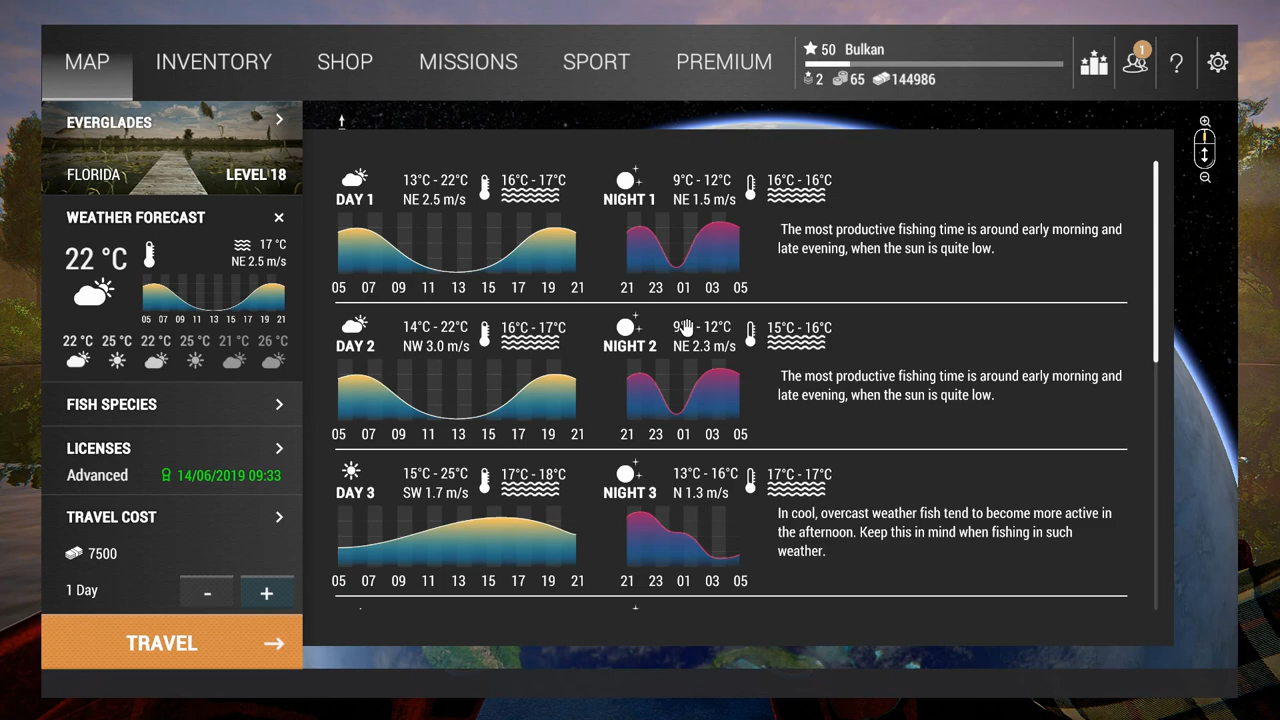 MAP
INVENTORY
SHOP
MISSIONS
SPORT
PREMIUM
50 Bulkan
2 65 144986
1
?
EVERGLADES
FLORIDA LEVEL 18
WEATHER FORECAST
22 °C
17 °C
NE 2.5 m/s
05 07 09 11 13 15 17 19 21
22 °C 25 °C 22 °C 25 °C 21 °C 26 °C
FISH SPECIES
LICENSES
Advanced 14/06/2019 09:33
TRAVEL COST
7500
1 Day - +
TRAVEL
DAY 1
13°C - 22°C
NE 2.5 m/s
16°C - 17°C
05 07 09 11 13 15 17 19 21
NIGHT 1
9°C - 12°C
NE 1.5 m/s
16°C - 16°C
21 23 01 03 05
The most productive fishing time is around early morning and
late evening, when the sun is quite low.
DAY 2
14°C - 22°C
NW 3.0 m/s
16°C - 17°C
05 07 09 11 13 15 17 19 21
NIGHT 2
9 - 12°C
NE 2.3 m/s
15°C - 16°C
21 23 01 03 05
The most productive fishing time is around early morning and
late evening, when the sun is quite low.
DAY 3
15°C - 25°C
SW 1.7 m/s
17°C - 18°C
05 07 09 11 13 15 17 19 21
NIGHT 3
13°C - 16°C
N 1.3 m/s
17°C - 17°C
21 23 01 03 05
In cool, overcast weather fish tend to become more active in
the afternoon. Keep this in mind when fishing in such
weather.